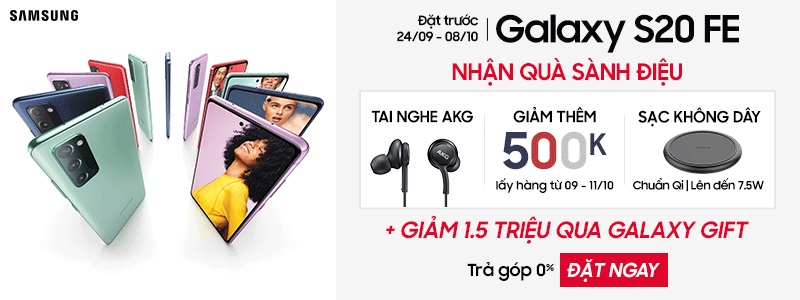 SAMSUNG
Đặt trước
24/09 - 08/10
Galaxy S20 FE
NHẬN QUÀ SÀNH ĐIỆU
TAI NGHE AKG
AKG
GIẢM THÊM
500K
lấy hàng từ 09 - 11/10
SẠC KHÔNG DÂY
Chuẩn Qi | Lên đến 7.5W
+ GIẢM 1.5 TRIỆU QUA GALAXY GIFT
Trả góp 0%
ĐẶT NGAY